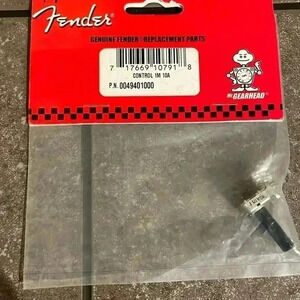 Fender
GENUINE FENDER REPLACEMENT PARTS
7 17669 10791 8
CONTROL 1M 10A
P.N. 0049401000
MR. GEARHEAD